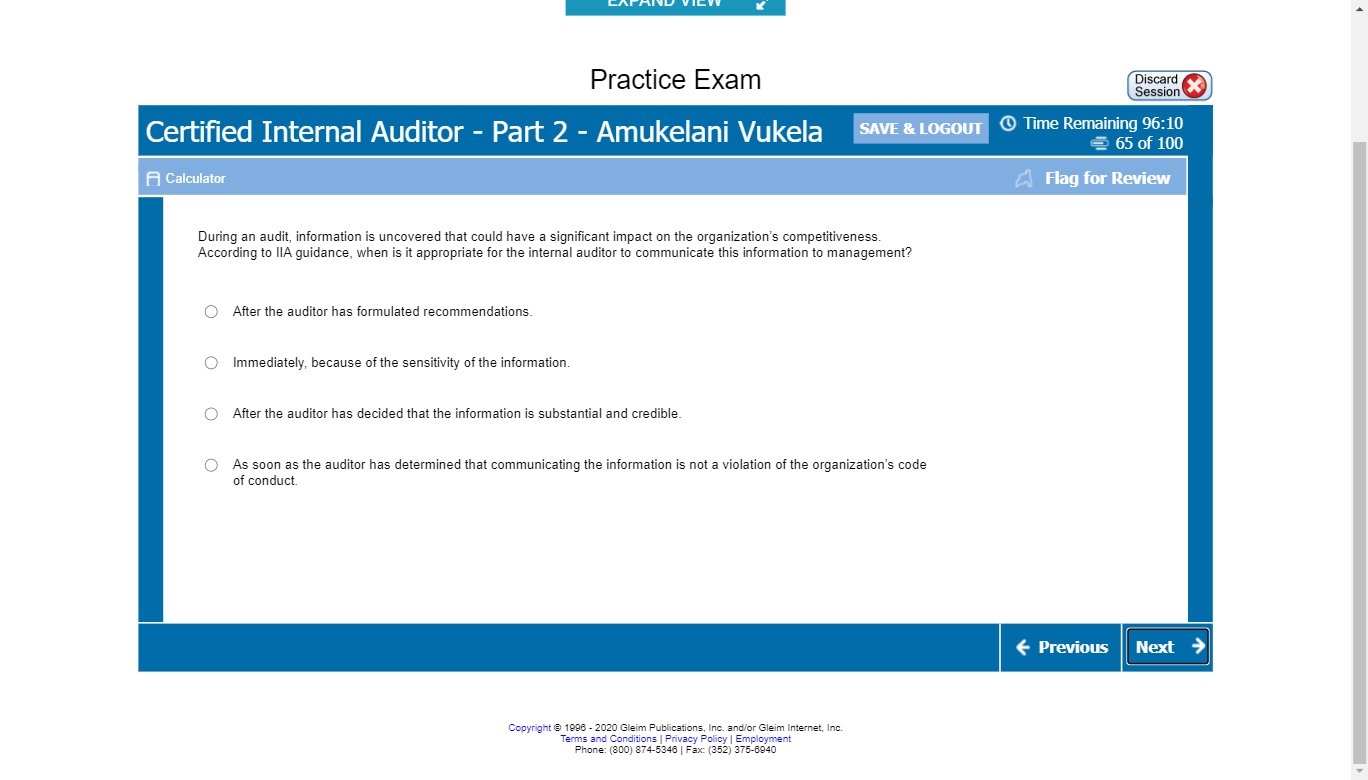 EXPAND VIEW
Practice Exam
Discard
Session
Certified Internal Auditor - Part 2 - Amukelani Vukela
SAVE & LOGOUT
Time Remaining 96:10
65 of 100
Calculator
Flag for Review
During an audit, information is uncovered that could have a significant impact on the organization's competitiveness.
According to IIA guidance, when is it appropriate for the internal auditor to communicate this information to management?
After the auditor has formulated recommendations.
Immediately, because of the sensitivity of the information.
After the auditor has decided that the information is substantial and credible.
As soon as the auditor has determined that communicating the information is not a violation of the organization's code
of conduct.
Previous
Next
Copyright © 1996 - 2020 Gleim Publications, Inc. and/or Gleim Internet, Inc.
Terms and Conditions | Privacy Policy | Employment
Phone: (800) 874-5346 | Fax: (352) 375-6940